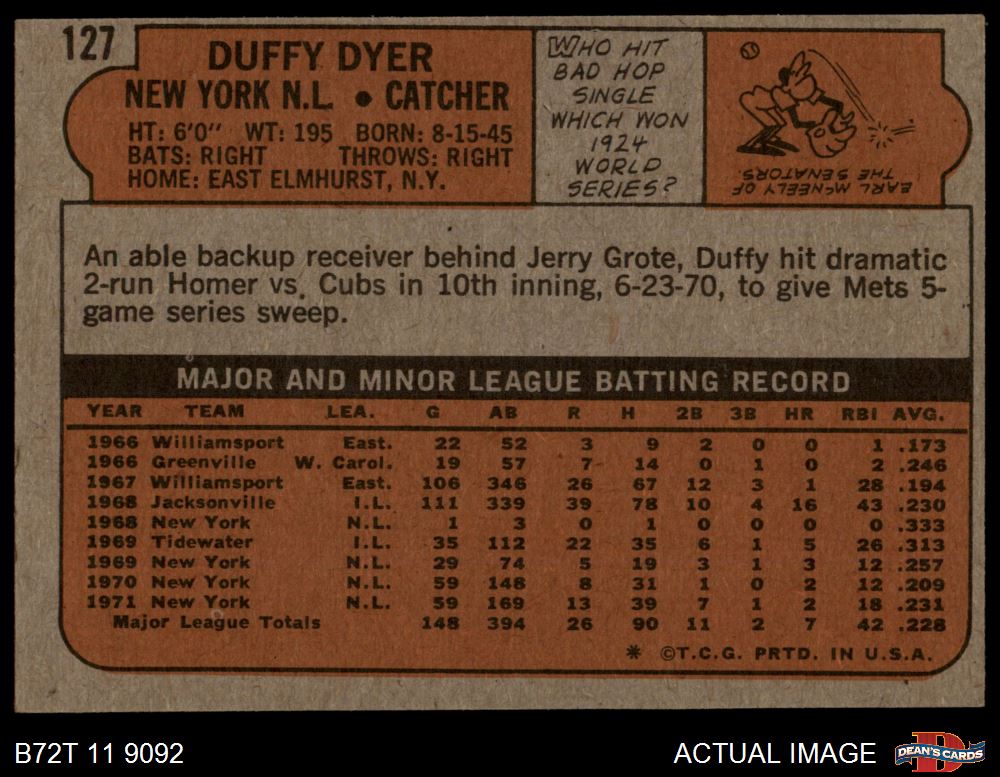 127
DUFFY DYER
NEW YORK N.L. • CATCHER
HT: 6'0" WT: 195 BORN: 8-15-45
BATS: RIGHT THROWS: RIGHT
HOME: EAST ELMHURST, N.Y.
WHO HIT
BAD HOP
SINGLE
WHICH WON
1924
WORLD
SERIES?
EARL MCNEELY OF
THE SENATORS.
An able backup receiver behind Jerry Grote, Duffy hit dramatic
2-run Homer vs. Cubs in 10th inning, 6-23-70, to give Mets 5-
game series sweep.
MAJOR AND MINOR LEAGUE BATTING RECORD
YEAR TEAM LEA. G AB R H 2B 3B HR RBI AVG.
1966 Williamsport East. 22 52 3 9 2 0 0 1 .173
1966 Greenville W. Carol. 19 57 7 14 0 1 0 2 .246
1967 Williamsport East. 106 346 26 67 12 3 1 28 .194
1968 Jacksonville I.L. 111 339 39 78 10 4 16 43 .230
1968 New York N.L. 1 3 0 1 0 0 0 0 .333
1969 Tidewater I.L. 35 112 22 35 6 1 5 26 .313
1969 New York N.L. 29 74 5 19 3 1 3 12 .257
1970 New York N.L. 59 148 8 31 1 0 2 12 .209
1971 New York N.L. 59 169 13 39 7 1 2 18 .231
Major League Totals 148 394 26 90 11 2 7 42 .228
* ©T.C.G. PRTD. IN U.S.A.
B72T 11 9092
ACTUAL IMAGE
DEAN'S CARDS